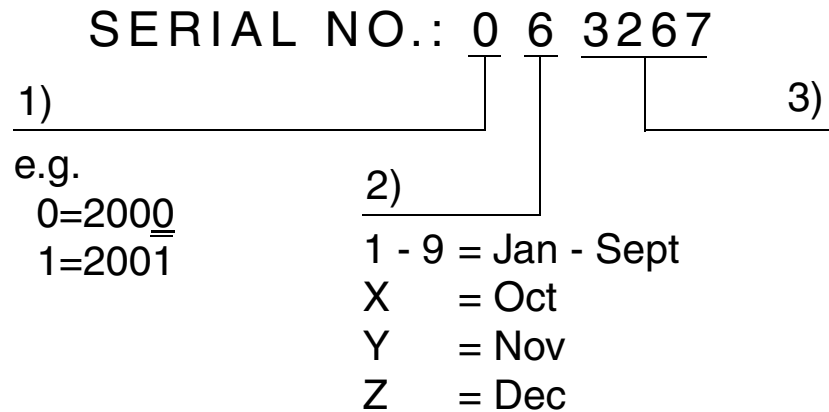 SERIAL NO.: 0 6 3267
1)
3)
e.g.
0=2000
1=2001
2)
1 - 9 = Jan - Sept
X = Oct
Y = Nov
Z = Dec